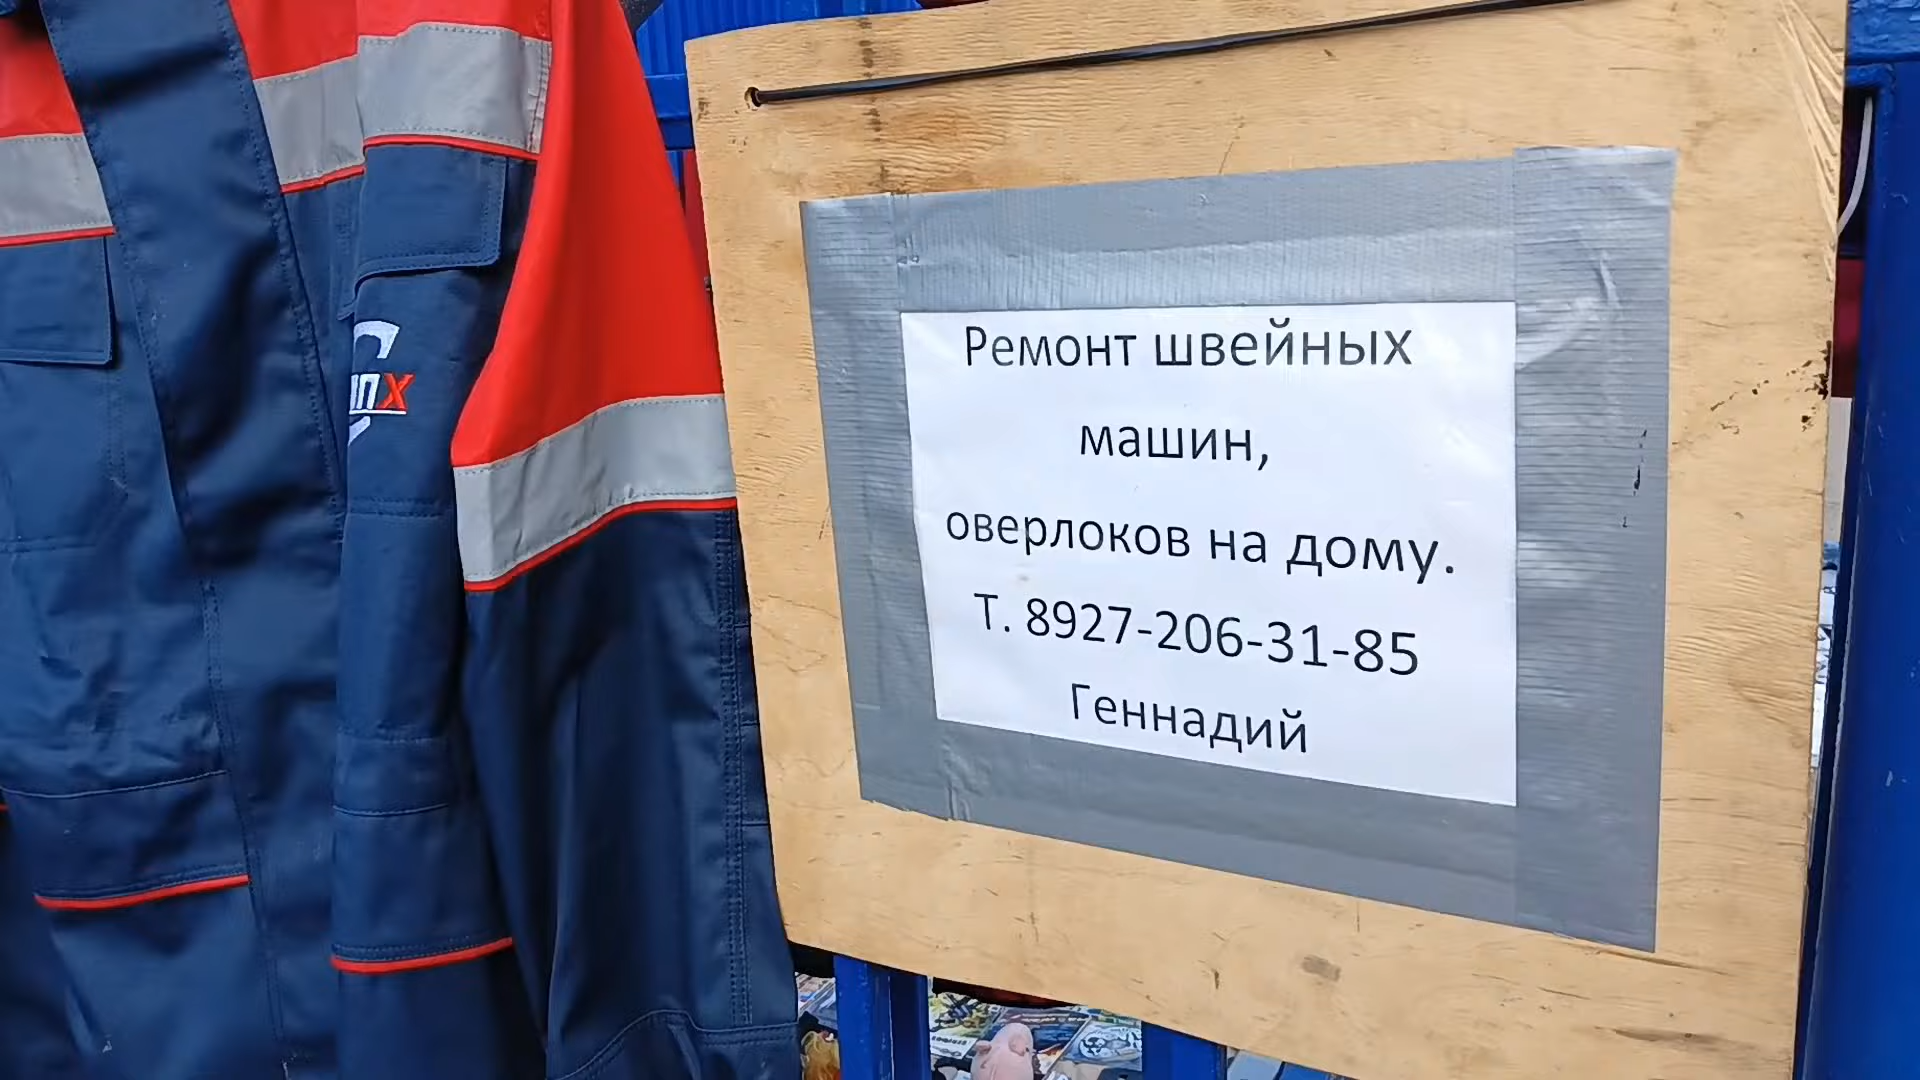 Ремонт швейных
машин,
оверлоков на дому.
Т. 8927-206-31-85
Геннадий